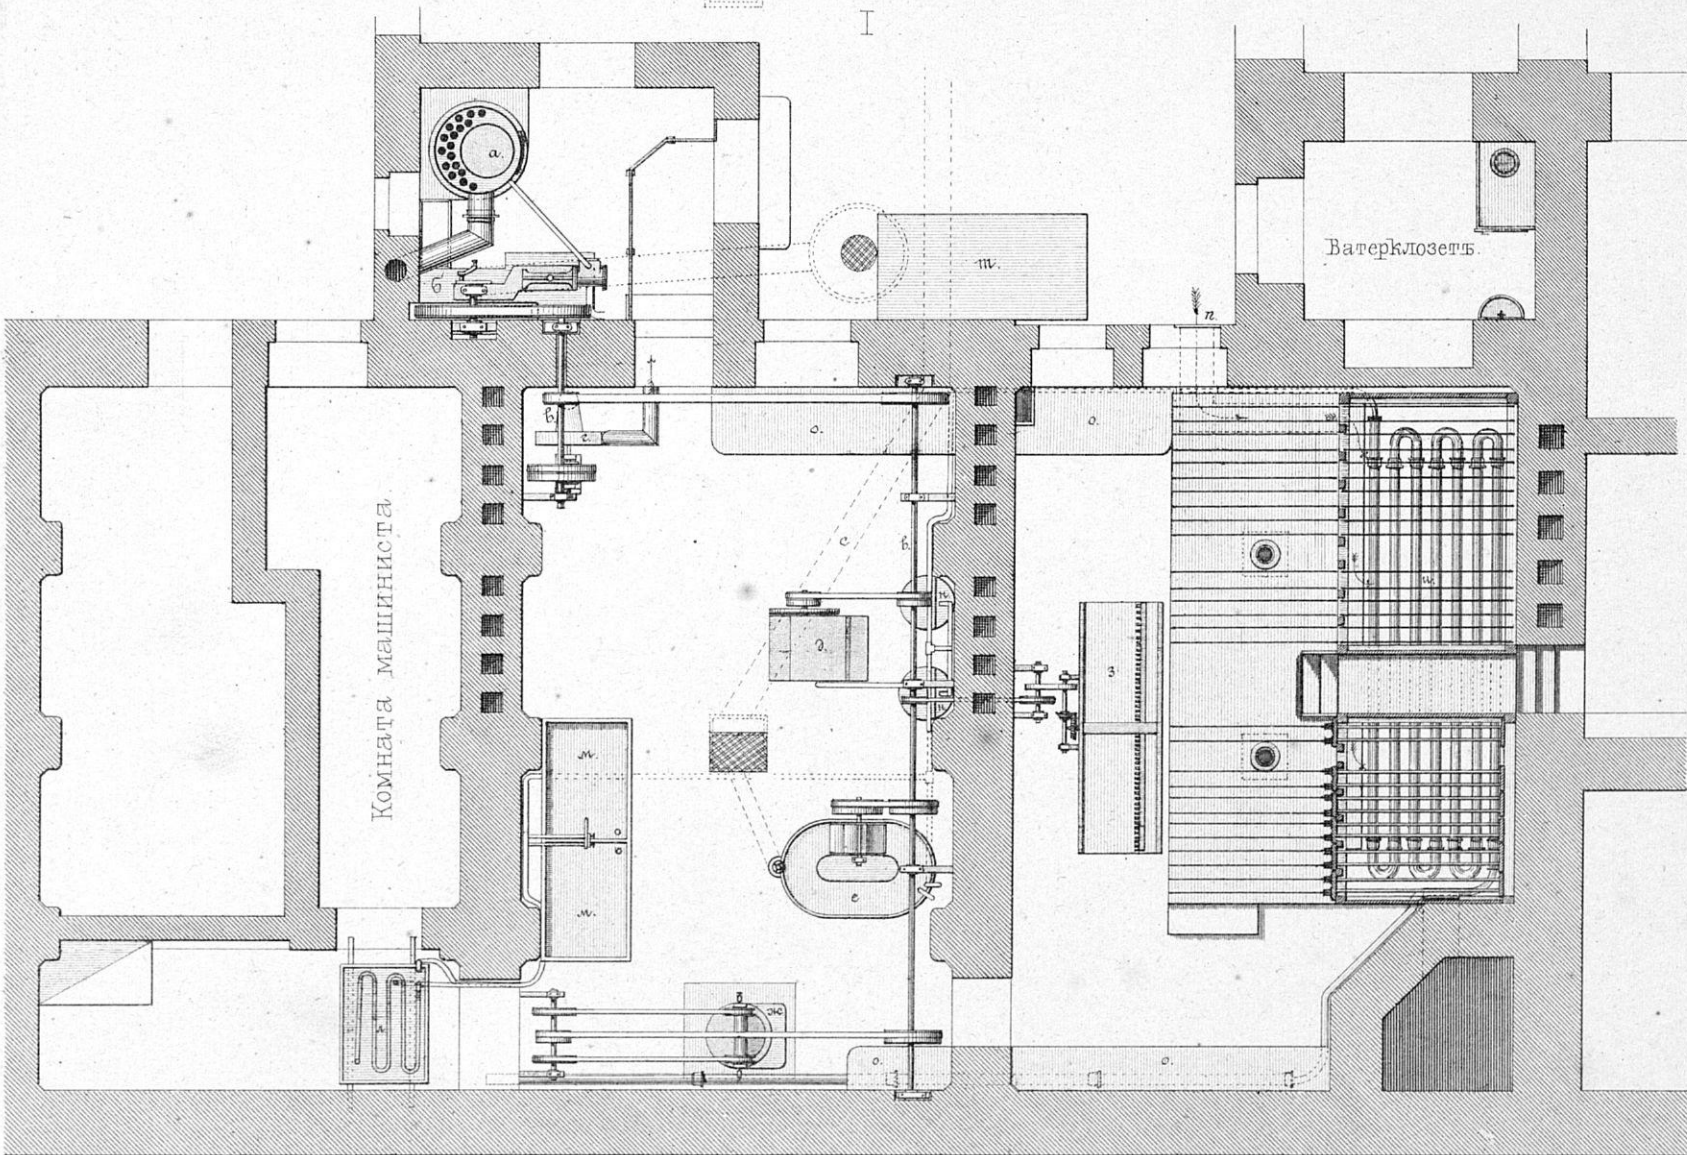 I
а.
Ватерклозетъ.
т.
б
п.
в.
г.
о.
о.
Комната машиниста
с
в.
и.
к
д.
з.
к
м.
м.
е
ж.
л
о.
о.